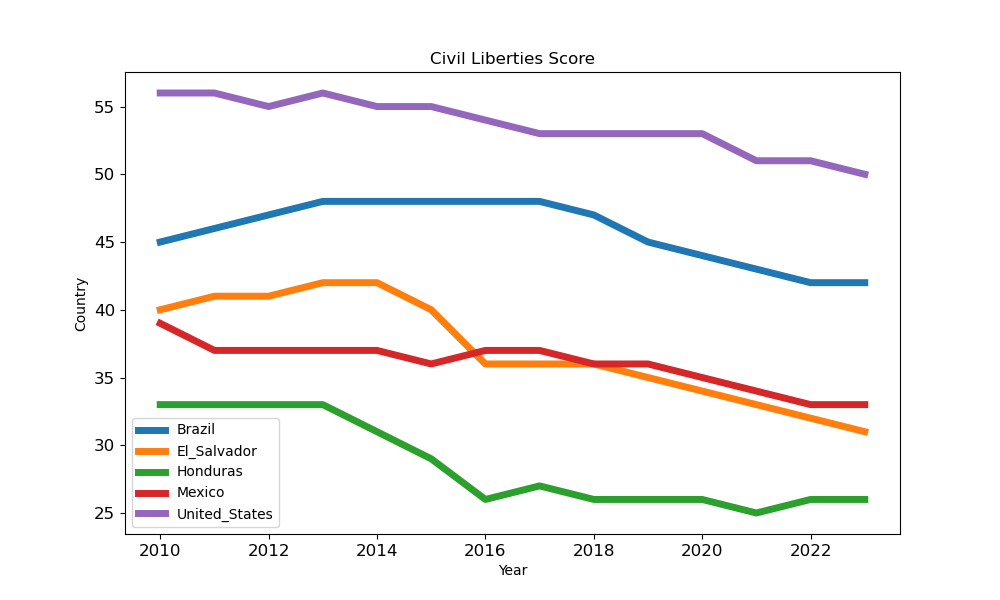 Civil Liberties Score
Country
55
50
45
40
35
30
25
Brazil
El_Salvador
Honduras
Mexico
United_States
2010 2012 2014 2016 2018 2020 2022
Year